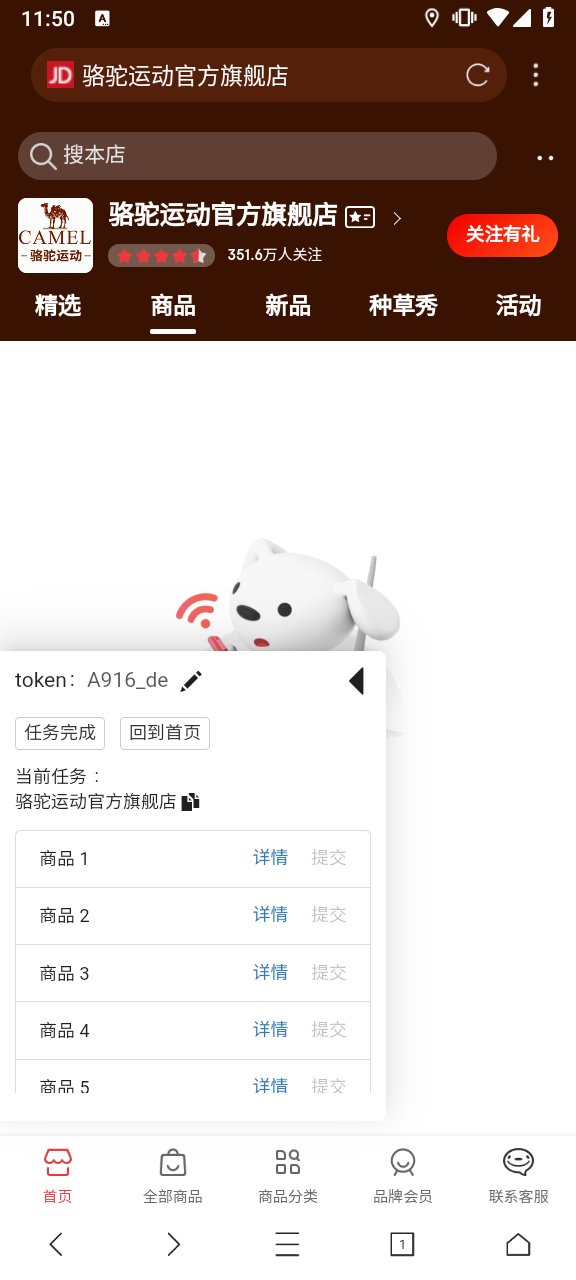 11:50 A
JD 骆驼运动官方旗舰店
搜本店
骆驼运动官方旗舰店
CAMEL
骆驼运动
351.6万人关注
关注有礼
精选 商品 新品 种草秀 活动
token： A916_de
任务完成 回到首页
当前任务：
骆驼运动官方旗舰店
商品 1 详情 提交
商品 2 详情 提交
商品 3 详情 提交
商品 4 详情 提交
商品 5 详情 提交
首页 全部商品 商品分类 品牌会员 联系客服
1